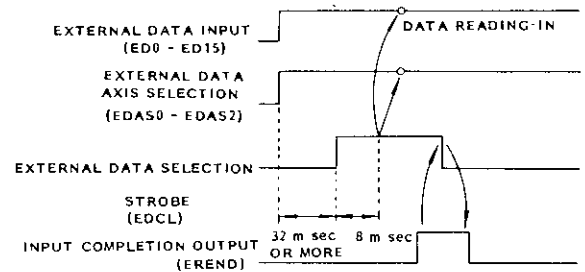 EXTERNAL DATA INPUT
(ED0 - ED15)
DATA READING-IN
EXTERNAL DATA
AXIS SELECTION
(EDAS0 - EDAS2)
EXTERNAL DATA SELECTION
STROBE
(EDCL)
32 m sec
OR MORE
8 m sec
INPUT COMPLETION OUTPUT
(EREND)